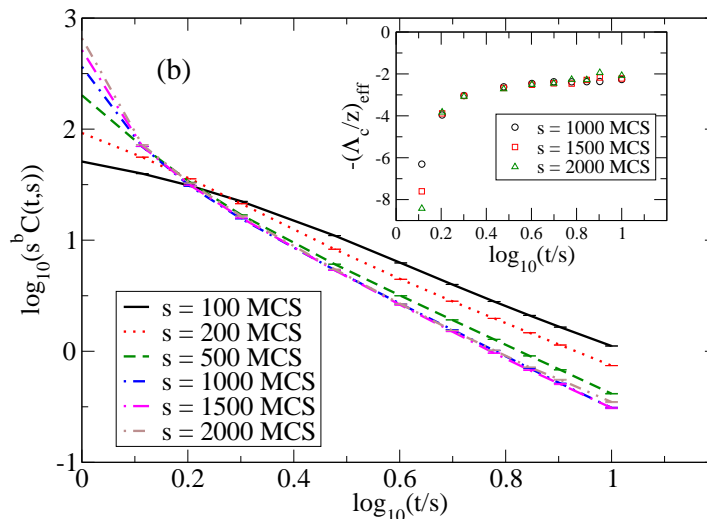 (b)
log10(s^b C(t,s)
3
2
1
0
-1
0
0.2
0.4
0.6
0.8
1
log10(t/s)
s = 100 MCS
s = 200 MCS
s = 500 MCS
s = 1000 MCS
s = 1500 MCS
s = 2000 MCS
-(Λc/z)eff
0
-2
-4
-6
-8
0
0.2
0.4
0.6
0.8
1
log10(t/s)
s = 1000 MCS
s = 1500 MCS
s = 2000 MCS